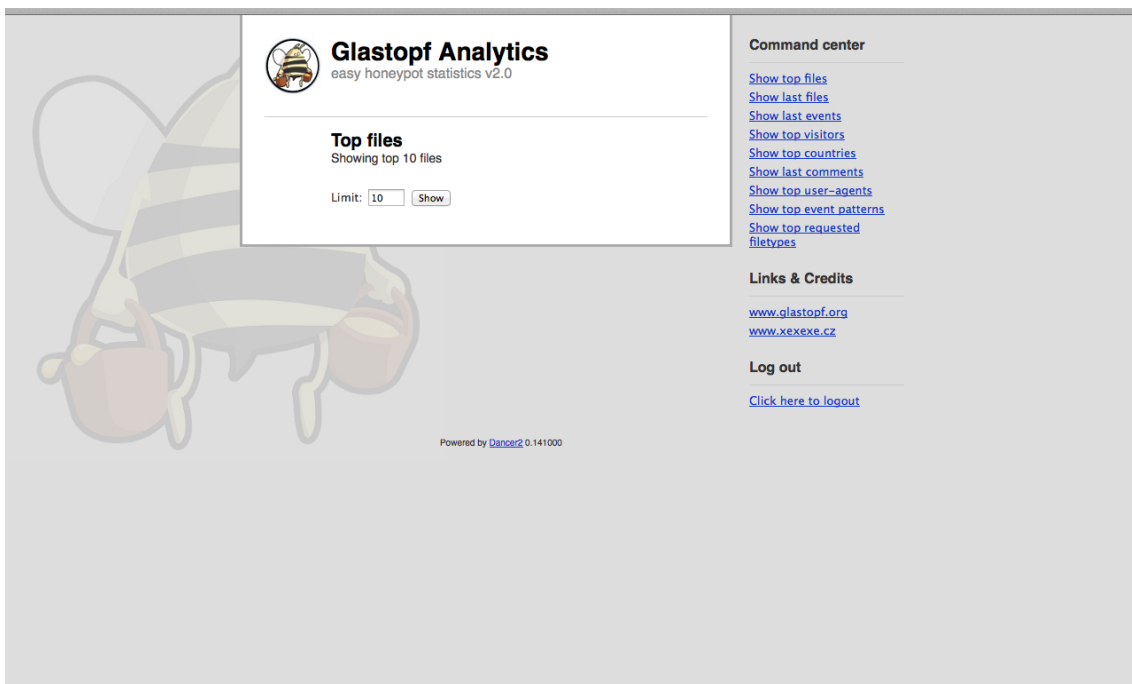 Glastopf Analytics
easy honeypot statistics v2.0
Top files
Showing top 10 files
Limit: 10 Show
Command center
Show top files
Show last files
Show last events
Show top visitors
Show top countries
Show last comments
Show top user-agents
Show top event patterns
Show top requested
filetypes
Links & Credits
www.glastopf.org
www.xexexe.cz
Log out
Click here to logout
Powered by Dancer2 0.141000